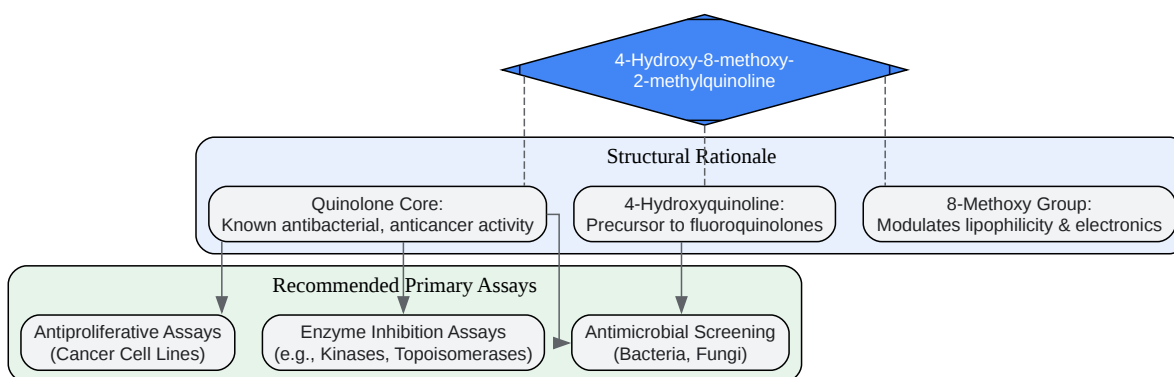 4-Hydroxy-8-methoxy-
2-methylquinoline
Structural Rationale
Quinolone Core:
Known antibacterial, anticancer activity
4-Hydroxyquinoline:
Precursor to fluoroquinolones
8-Methoxy Group:
Modulates lipophilicity & electronics
Recommended Primary Assays
Antiproliferative Assays
(Cancer Cell Lines)
Enzyme Inhibition Assays
(e.g., Kinases, Topoisomerases)
Antimicrobial Screening
(Bacteria, Fungi)